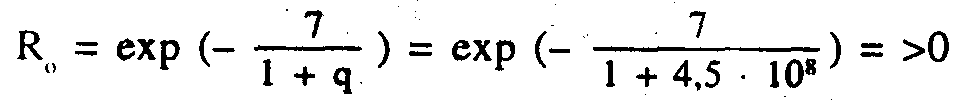 R₀ = exp (- 7 / 1 + q ) = exp (- 7 / 1 + 4,5 · 10⁸ ) = >0